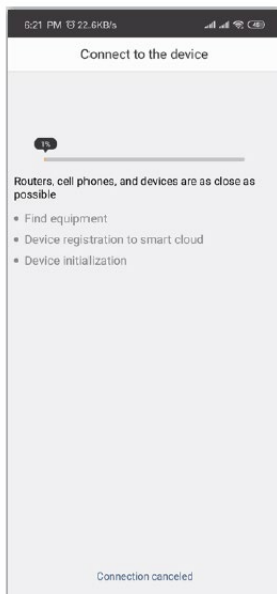 6:21 PM 22.6KB/s
Connect to the device
1%
Routers, cell phones, and devices are as close as
possible
• Find equipment
• Device registration to smart cloud
• Device initialization
Connection canceled